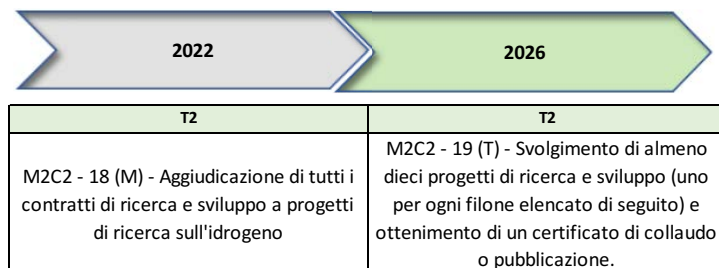 2022
2026
T2
T2
M2C2 - 18 (M) - Aggiudicazione di tutti i
contratti di ricerca e sviluppo a progetti
di ricerca sull'idrogeno
M2C2 - 19 (T) - Svolgimento di almeno
dieci progetti di ricerca e sviluppo (uno
per ogni filone elencato di seguito) e
ottenimento di un certificato di collaudo
o pubblicazione.